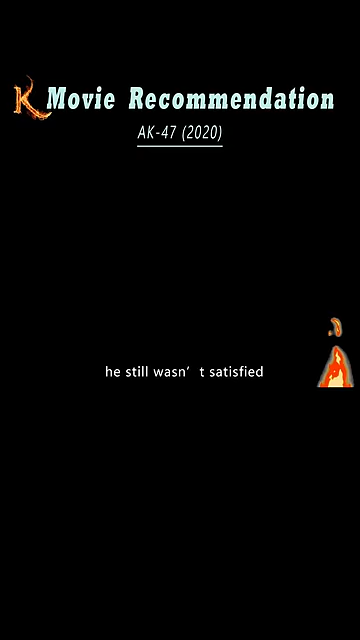 K Movie Recommendation
AK-47 (2020)
he still wasn’t satisfied